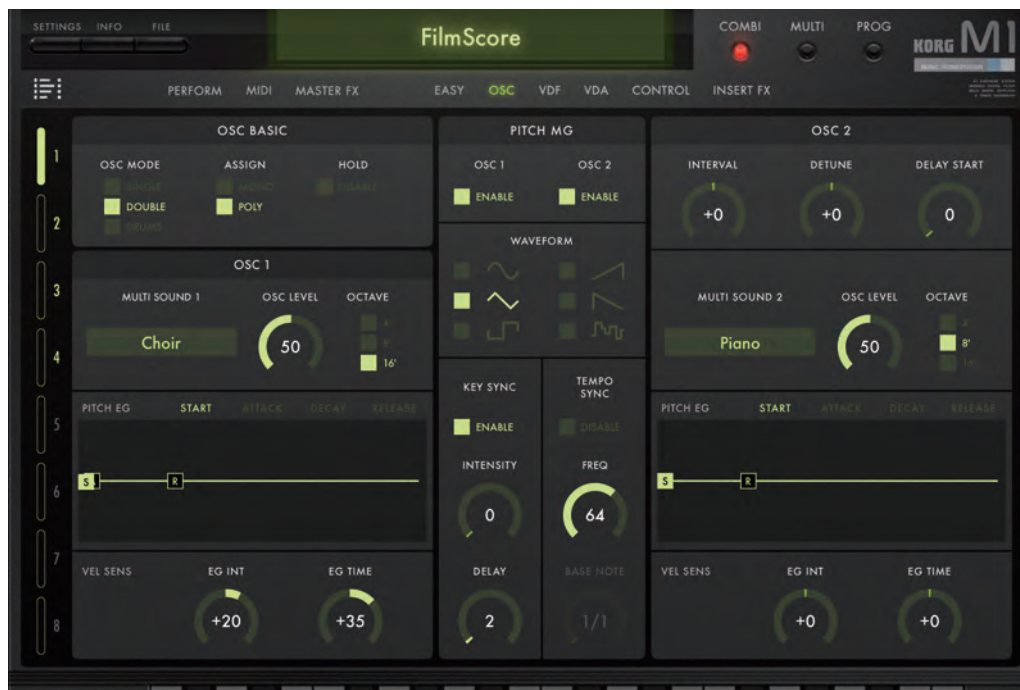 SETTINGS INFO FILE
FilmScore
COMBI MULTI PROG
KORG M1
PERFORM MIDI MASTER FX EASY OSC VDF VDA CONTROL INSERT FX
1
2
3
4
5
6
7
8
OSC BASIC
OSC MODE ASSIGN HOLD
SINGLE MONO DISABLE
DOUBLE POLY
DRUMS
OSC 1
MULTI SOUND 1 OSC LEVEL OCTAVE
4'
8'
16'
Choir
50
PITCH EG START ATTACK DECAY RELEASE
S R
VEL SENS EG INT EG TIME
+20 +35
PITCH MG
OSC 1 OSC 2
ENABLE ENABLE
WAVEFORM
KEY SYNC
ENABLE
INTENSITY
0
DELAY
2
TEMPO
SYNC
DISABLE
FREQ
64
BASE NOTE
1/1
OSC 2
INTERVAL DETUNE DELAY START
+0 +0 0
MULTI SOUND 2 OSC LEVEL OCTAVE
4'
8'
16'
Piano
50
PITCH EG START ATTACK DECAY RELEASE
S R
VEL SENS EG INT EG TIME
+0 +0